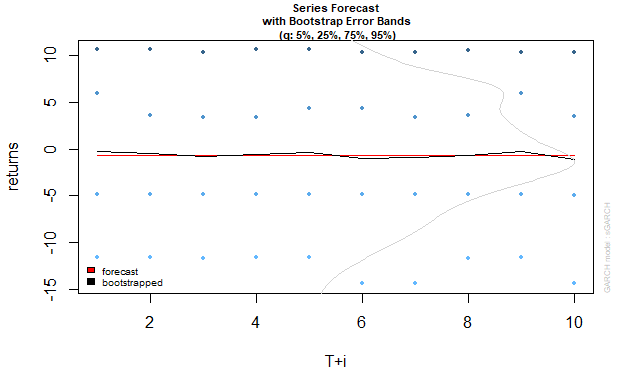 Series Forecast
with Bootstrap Error Bands
(q: 5%, 25%, 75%, 95%)
returns
10
5
0
-5
-10
-15
forecast
bootstrapped
GARCH model : sGARCH
2
4
6
8
10
T+i